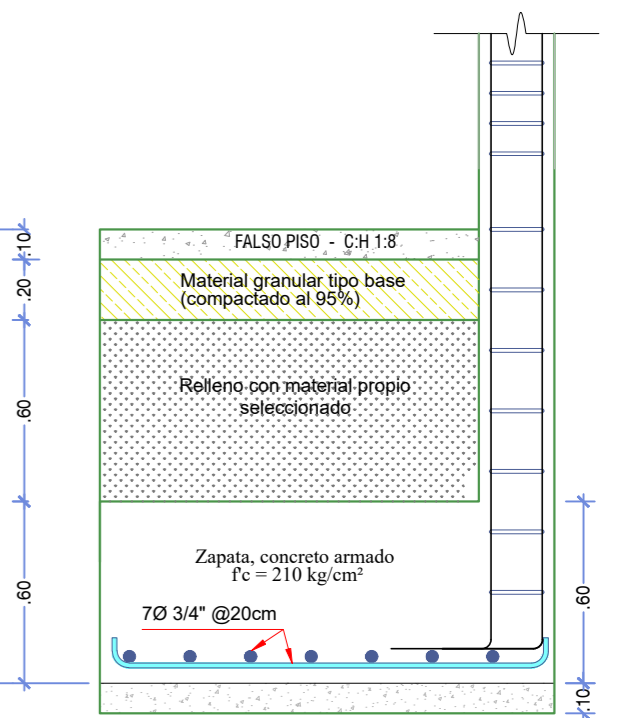 FALSO PISO - C:H 1:8
.10
Material granular tipo base
(compactado al 95%)
.20
Relleno con material propio
seleccionado
.60
Zapata, concreto armado
f'c = 210 kg/cm²
.60
.60
7Ø 3/4" @20cm
.10